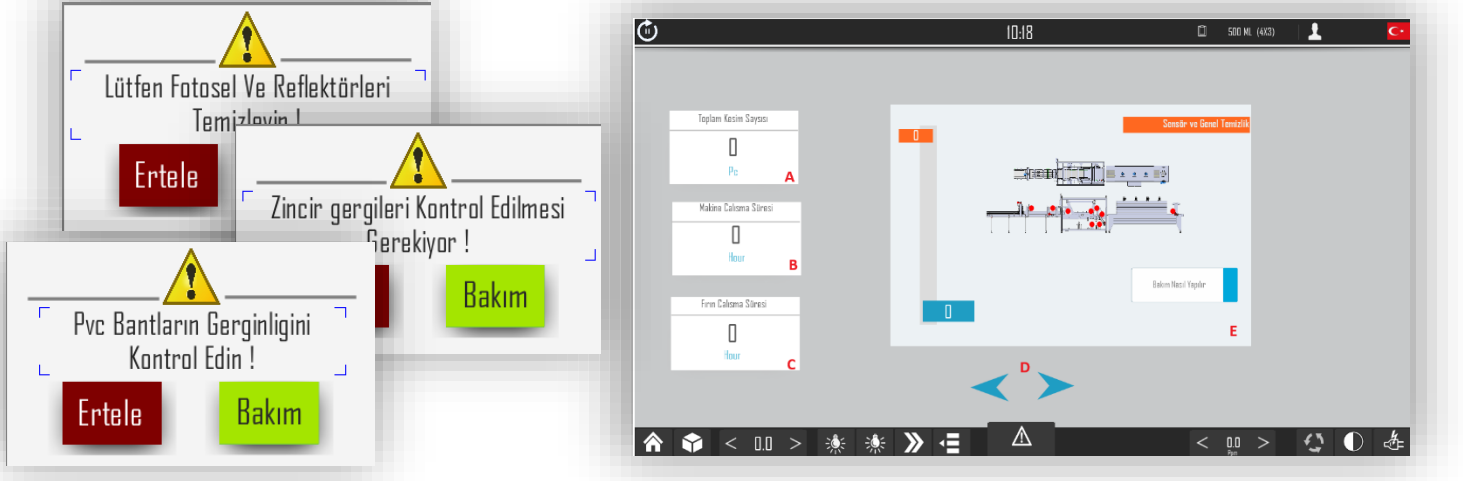 Lütfen Fotosel Ve Reflektörleri
Temizleyin !
Ertele
Zincir gergileri Kontrol Edilmesi
Gerekiyor !
Bakım
Pvc Bantların Gerginligini
Kontrol Edin !
Ertele
Bakım
10:18
500 ML (4X3)
Toplam Kesim Sayısı
0
Pc
A
Makina Calısma Süresi
0
Hour
B
Fırın Calısma Süresi
0
Hour
C
0
Sensör ve Genel Temizlik
0
Bakım Nasıl Yapılır
E
D
< 0.0 >
< 0.0 >
Rpm